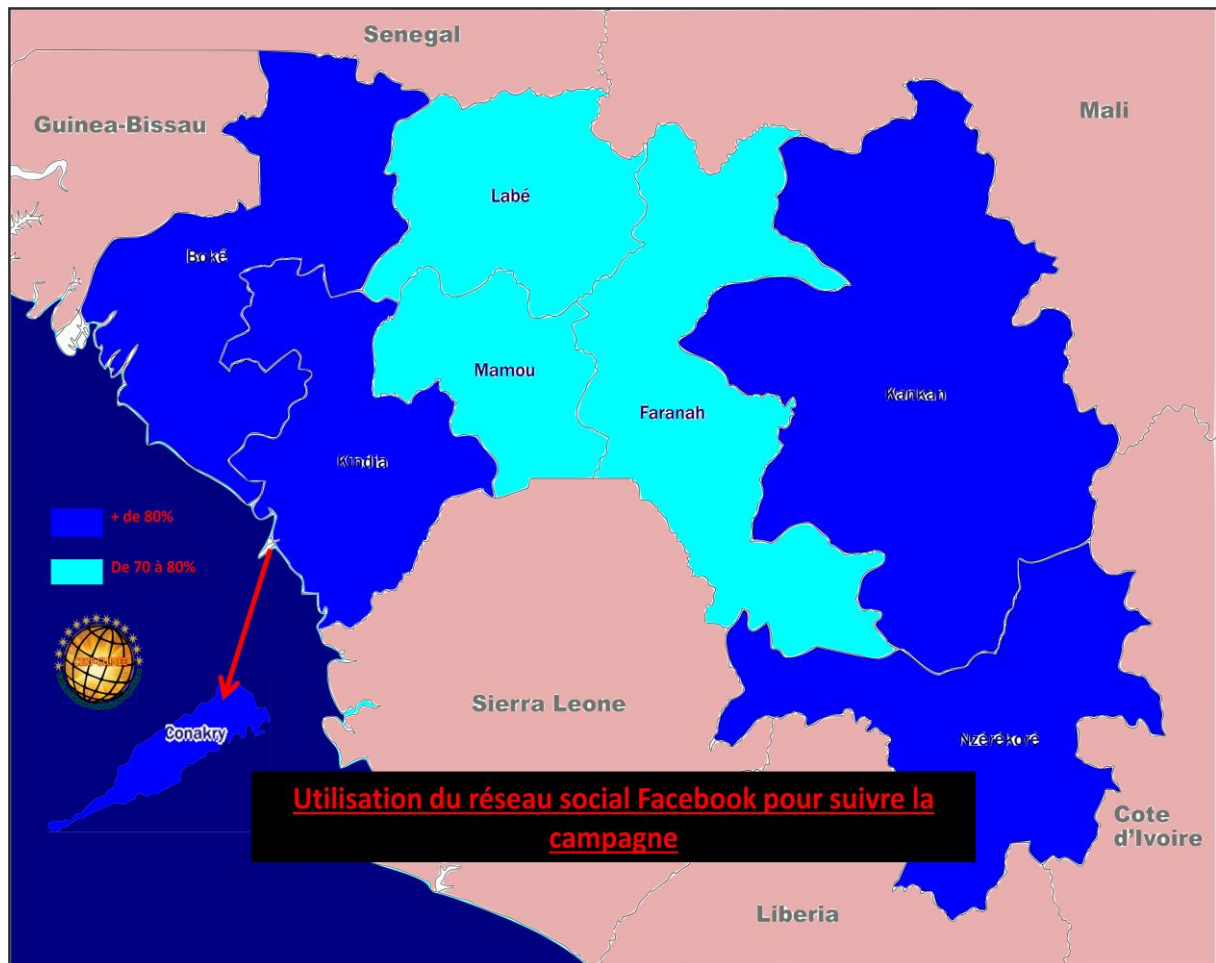 Senegal
Guinea-Bissau
Mali
Labé
Boké
Mamou
Kankan
Faranah
Kindia
+ de 80%
De 70 à 80%
Sierra Leone
Conakry
Nzérékoré
Utilisation du réseau social Facebook pour suivre la
campagne
Cote
d'Ivoire
Liberia